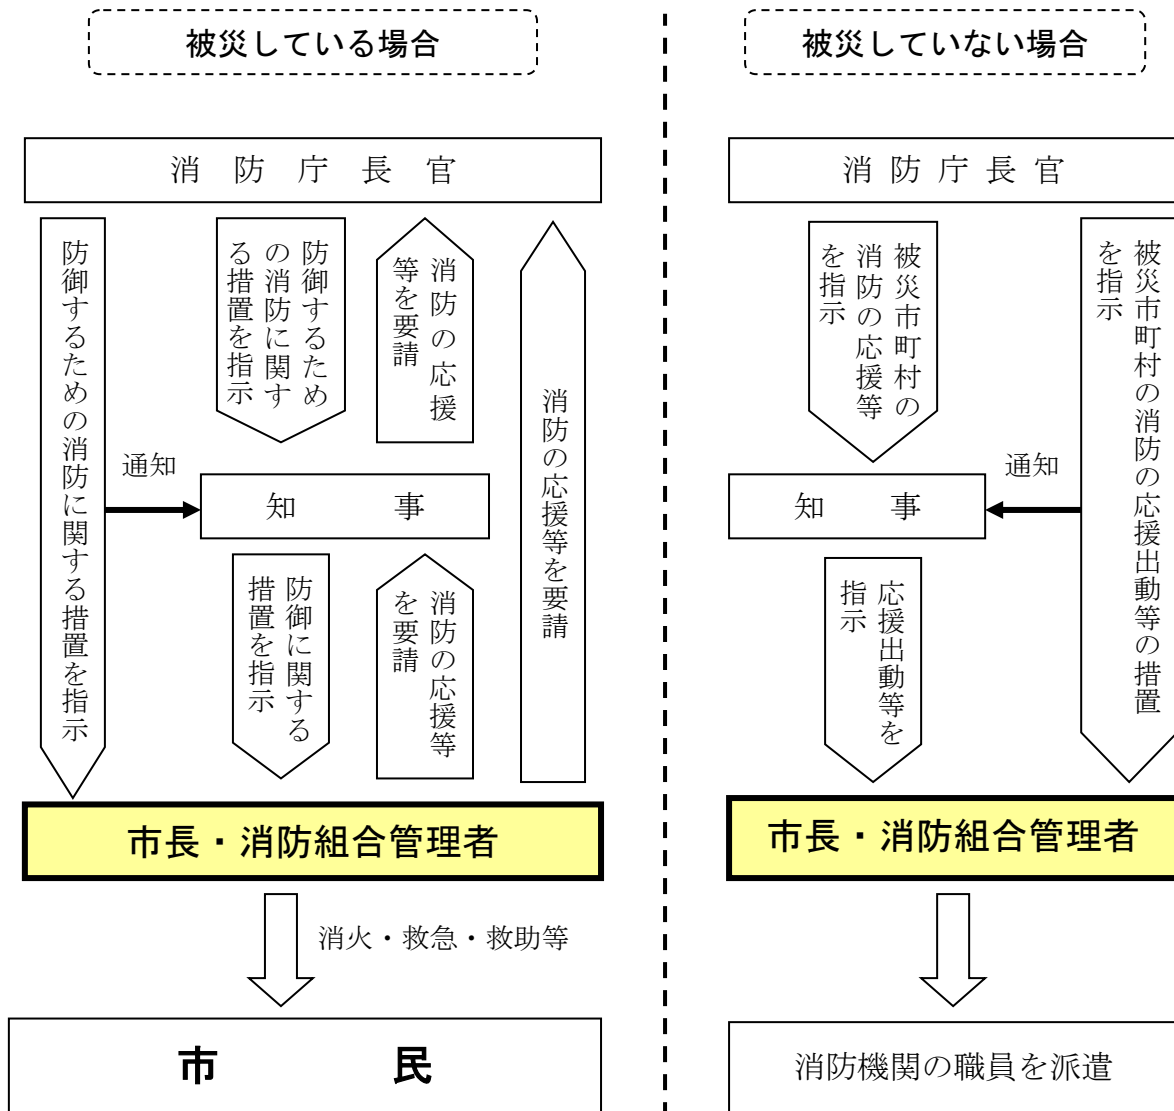 被災している場合
消防庁長官
防御するための消防に関する措置を指示
防御するため
の消防に関す
る措置を指示
消防の応援
等を要請
消防の応援等を要請
通知
知事
防御に関する
措置を指示
消防の応援等
を要請
市長・消防組合管理者
消火・救急・救助等
市民
被災していない場合
消防庁長官
被災市町村の
消防の応援等
を指示
被災市町村の消防の応援出動等の措置
を指示
通知
知事
応援出動等を
指示
市長・消防組合管理者
消防機関の職員を派遣